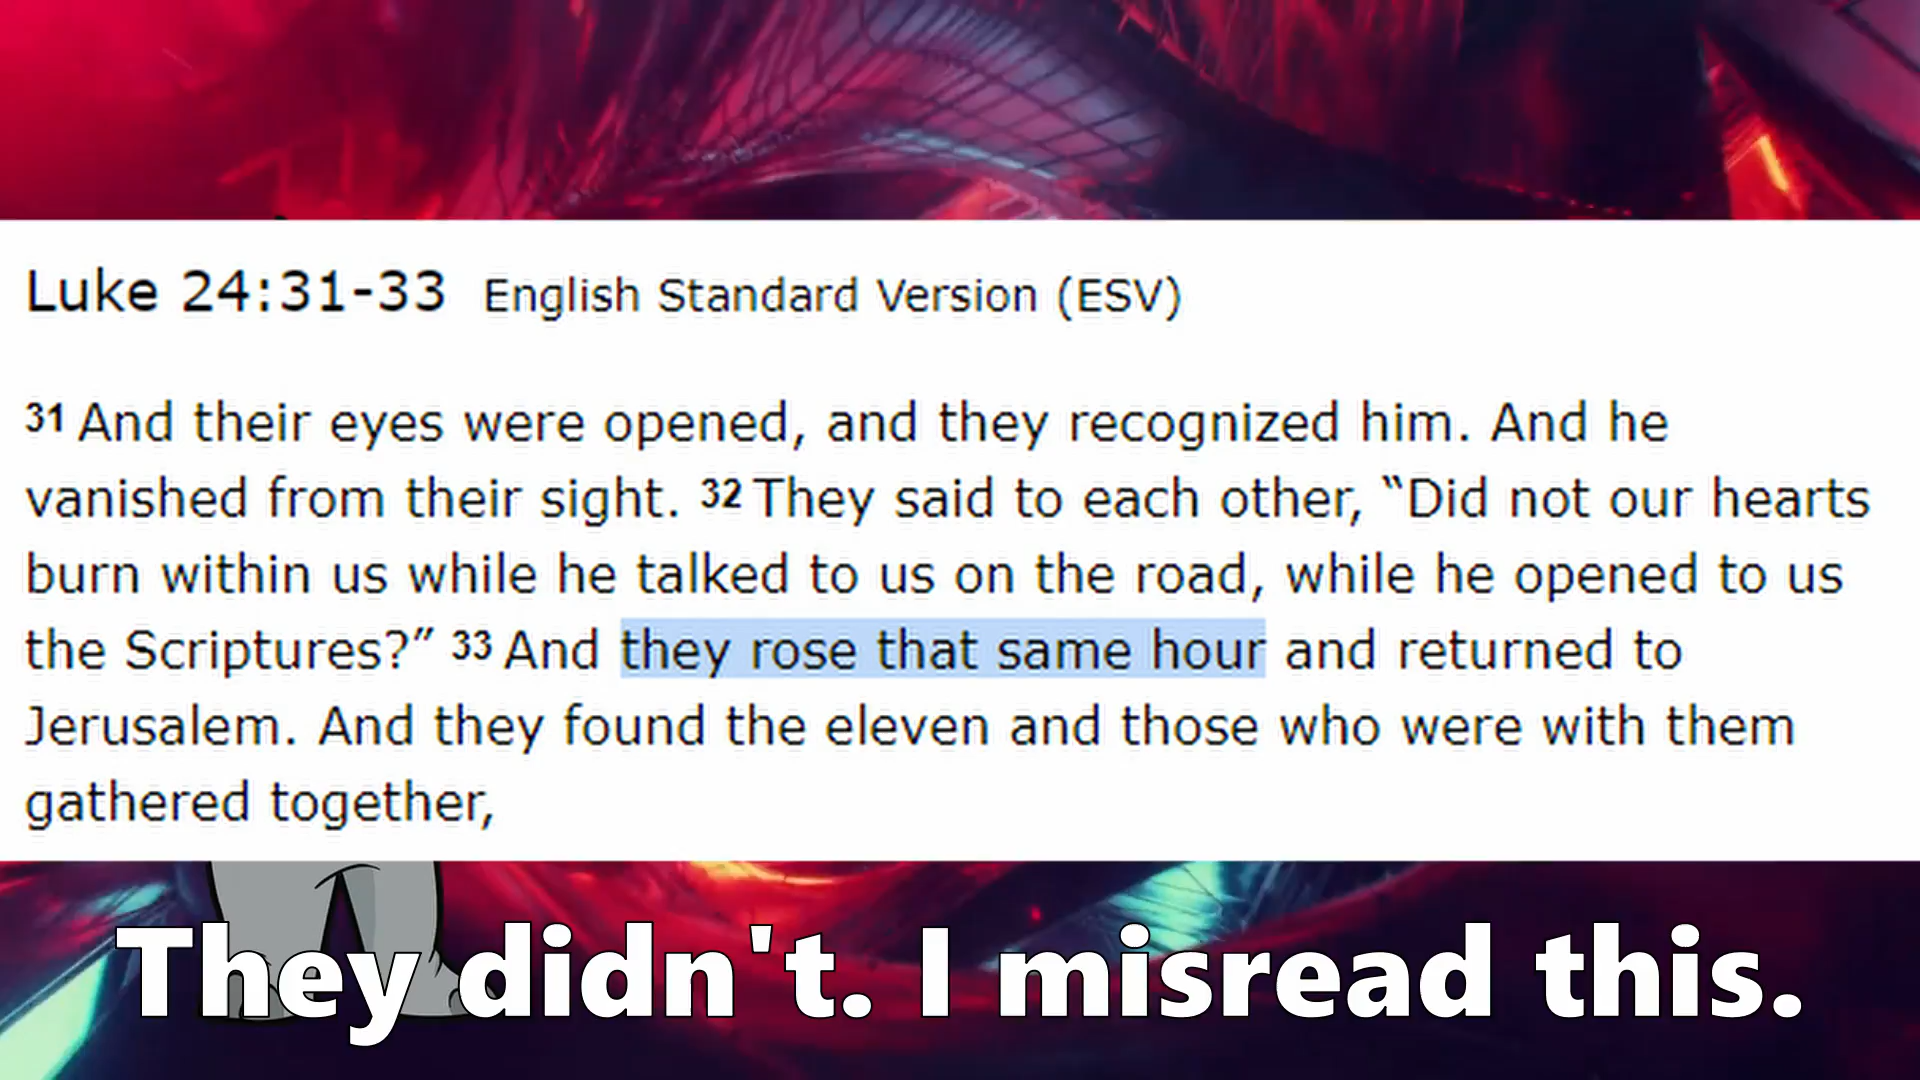 Luke 24:31-33 English Standard Version (ESV)
31 And their eyes were opened, and they recognized him. And he
vanished from their sight. 32 They said to each other, “Did not our hearts
burn within us while he talked to us on the road, while he opened to us
the Scriptures?” 33 And they rose that same hour and returned to
Jerusalem. And they found the eleven and those who were with them
gathered together,
They didn't. I misread this.